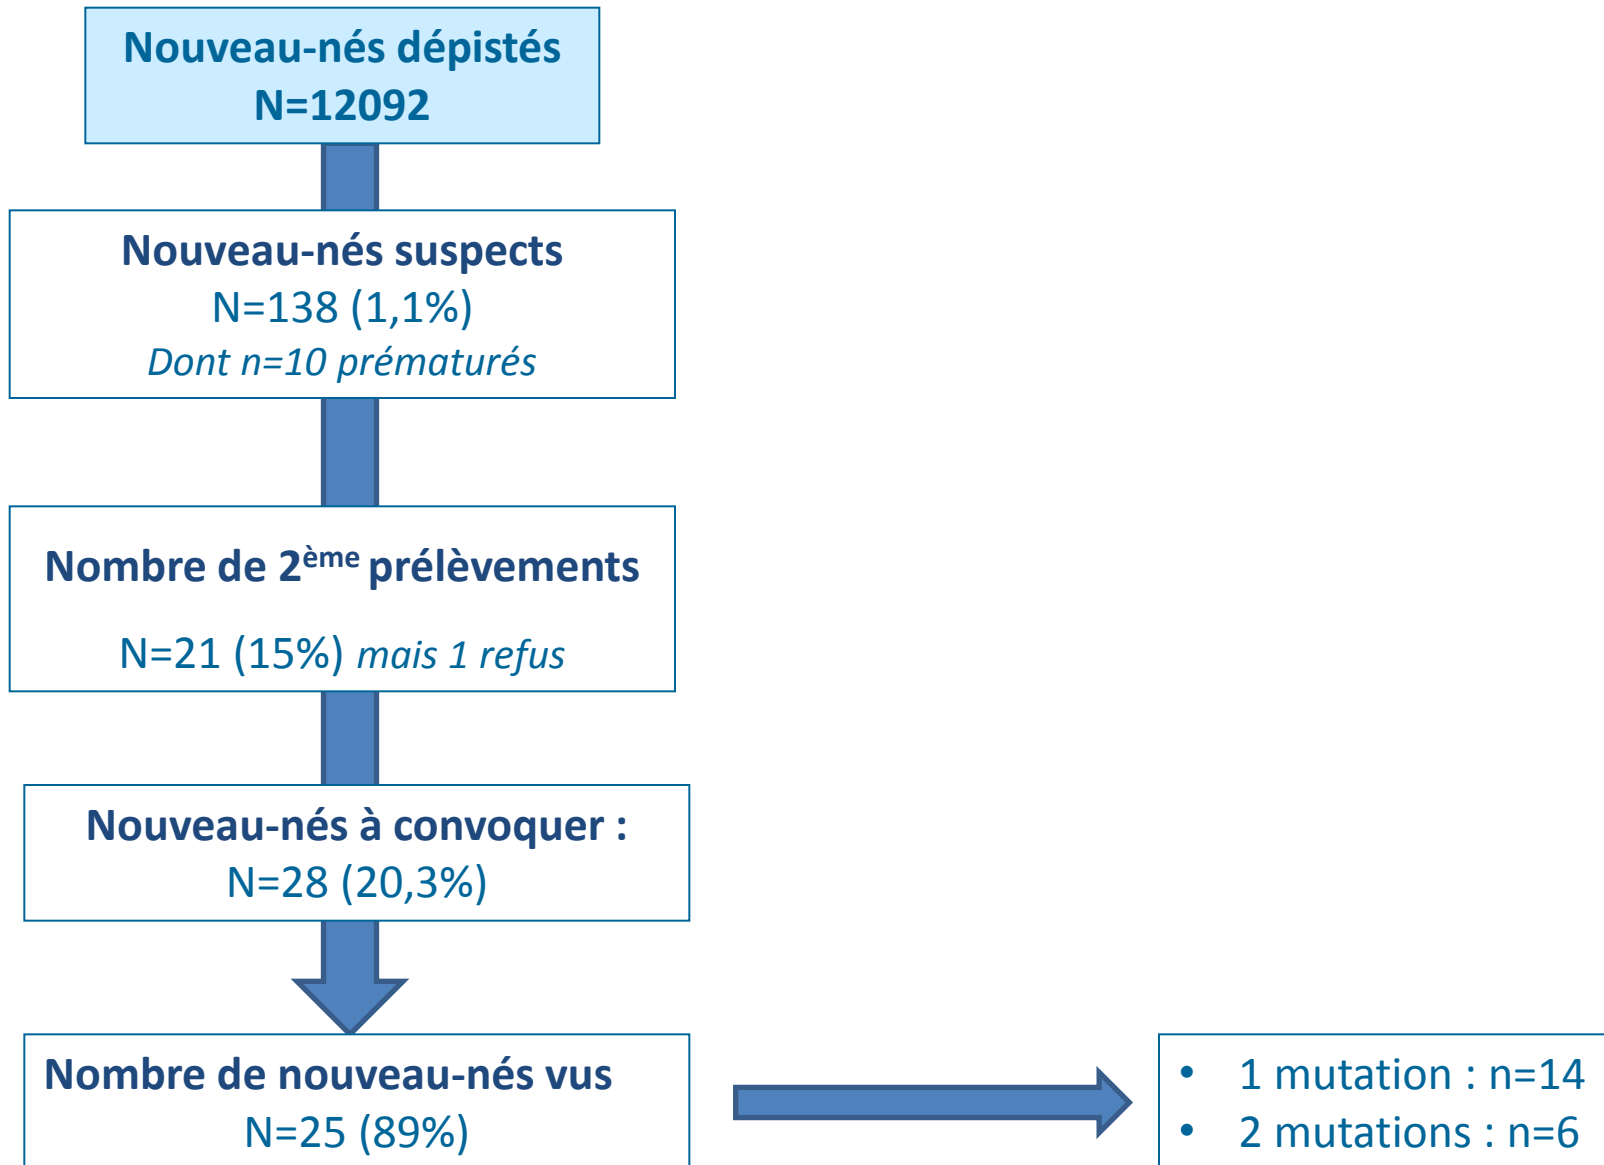 Nouveau-nés dépistés
N=12092
Nouveau-nés suspects
N=138 (1,1%)
Dont n=10 prématurés
Nombre de 2ème prélèvements
N=21 (15%) mais 1 refus
Nouveau-nés à convoquer :
N=28 (20,3%)
Nombre de nouveau-nés vus
N=25 (89%)
• 1 mutation : n=14
• 2 mutations : n=6